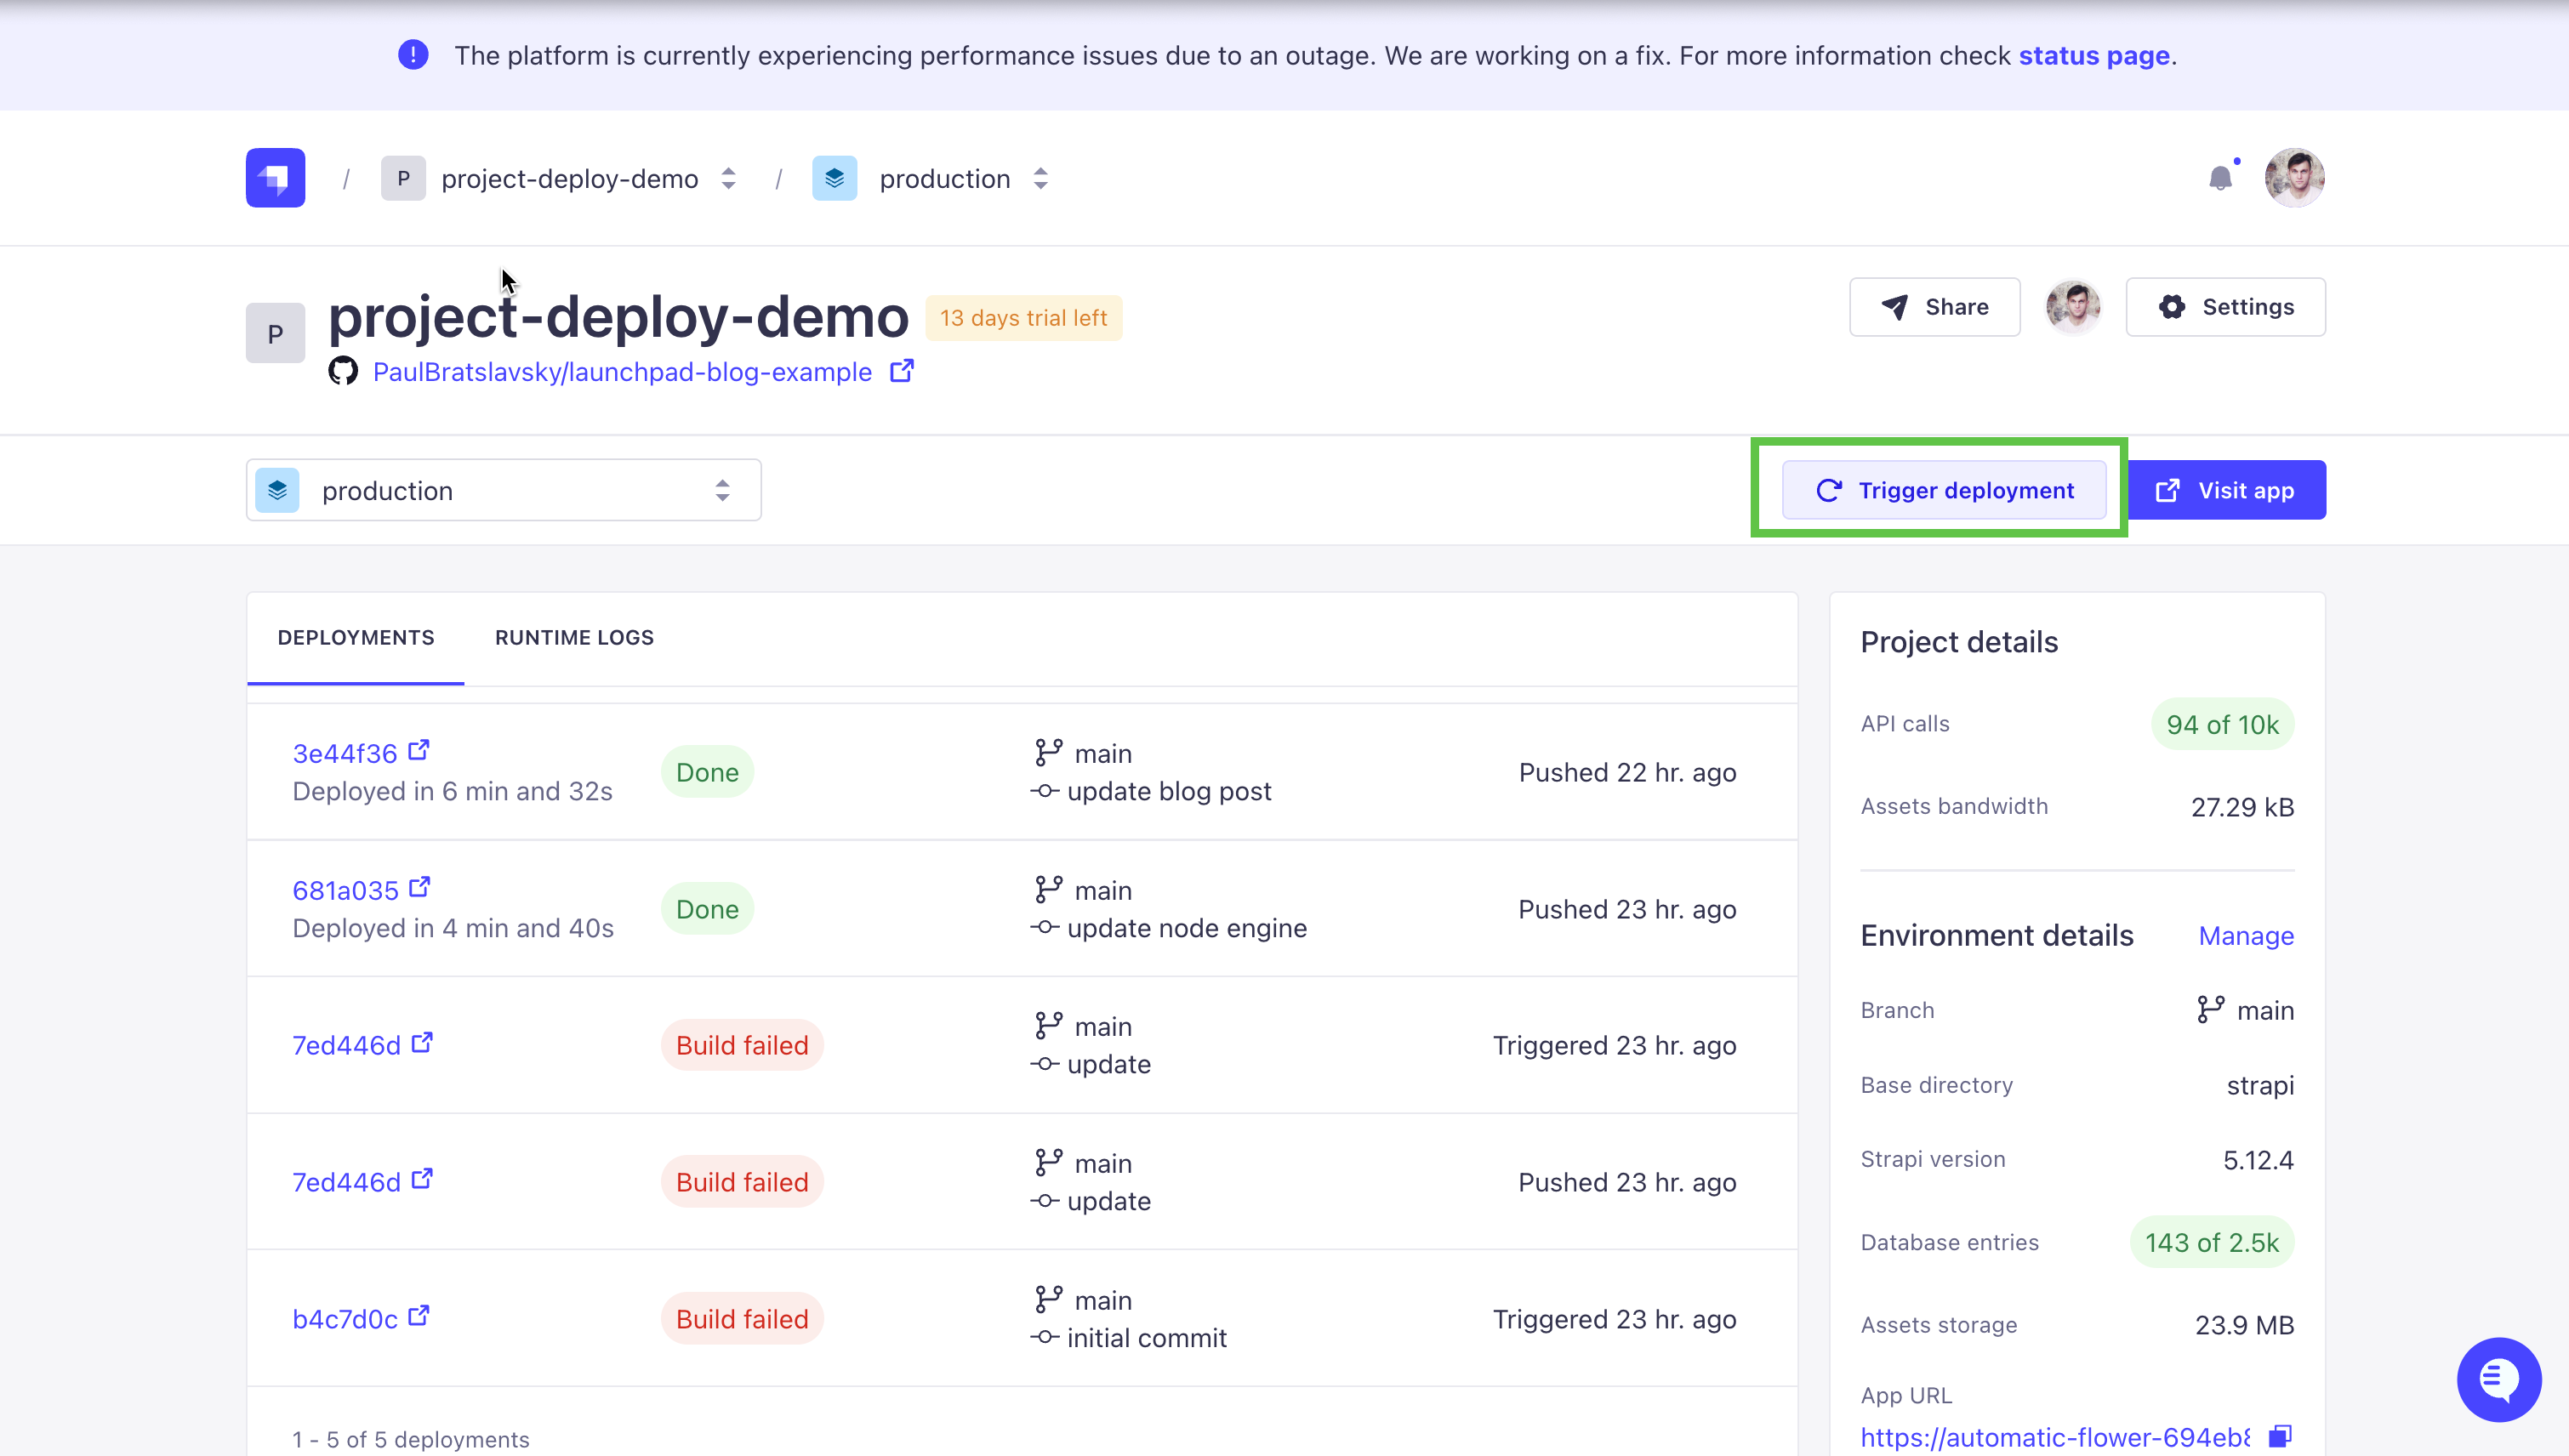 The platform is currently experiencing performance issues due to an outage. We are working on a fix. For more information check status page.
/ P project-deploy-demo / production
P
project-deploy-demo 13 days trial left
PaulBratslavsky/launchpad-blog-example
Share
Settings
production
Trigger deployment
Visit app
DEPLOYMENTS RUNTIME LOGS
3e44f36
Deployed in 6 min and 32s
Done
main
update blog post
Pushed 22 hr. ago
681a035
Deployed in 4 min and 40s
Done
main
update node engine
Pushed 23 hr. ago
7ed446d
Build failed
main
update
Triggered 23 hr. ago
7ed446d
Build failed
main
update
Pushed 23 hr. ago
b4c7d0c
Build failed
main
initial commit
Triggered 23 hr. ago
1 - 5 of 5 deployments
Project details
API calls 94 of 10k
Assets bandwidth 27.29 kB
Environment details Manage
Branch main
Base directory strapi
Strapi version 5.12.4
Database entries 143 of 2.5k
Assets storage 23.9 MB
App URL
https://automatic-flower-694eb8